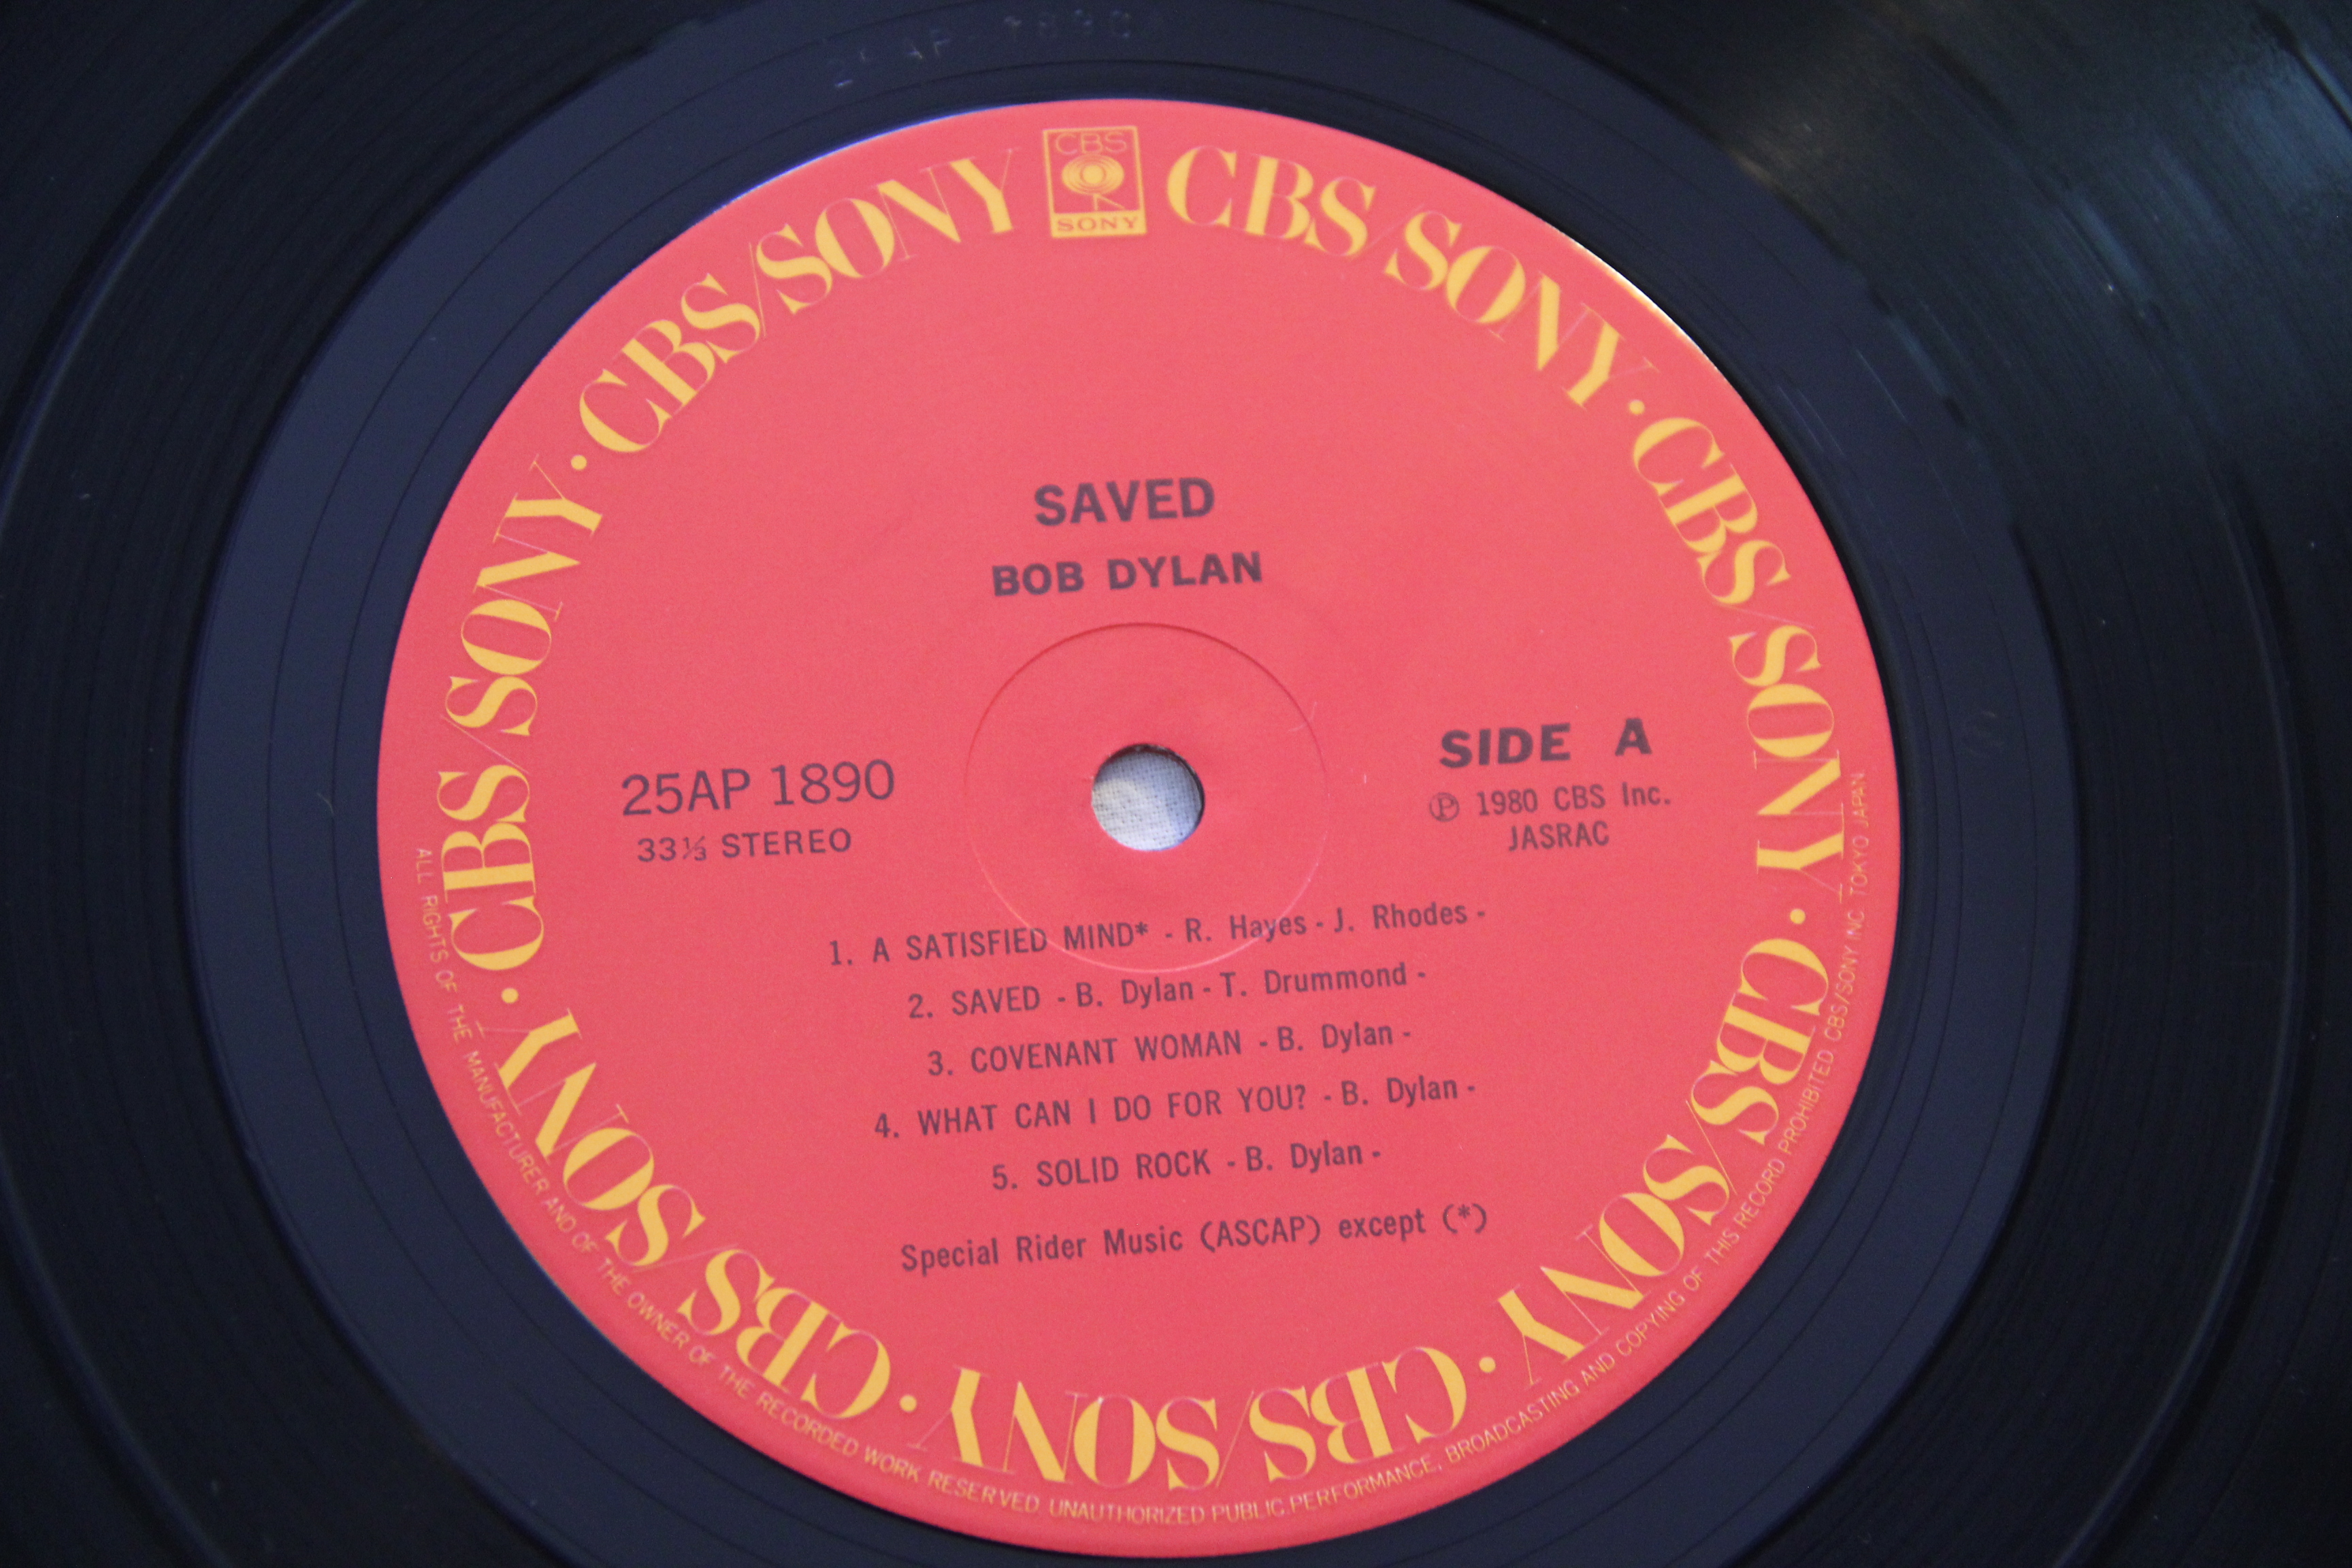 25AP-1890
CBS
SONY
CBS/SONY · CBS/SONY · CBS/SONY · CBS/SONY · CBS/SONY · CBS/SONY · CBS/SONY
SAVED
BOB DYLAN
25AP 1890
33⅓ STEREO
SIDE A
Ⓟ 1980 CBS Inc.
JASRAC
1. A SATISFIED MIND* - R. Hayes - J. Rhodes -
2. SAVED - B. Dylan - T. Drummond -
3. COVENANT WOMAN - B. Dylan -
4. WHAT CAN I DO FOR YOU? - B. Dylan -
5. SOLID ROCK - B. Dylan -
Special Rider Music (ASCAP) except (*)
ALL RIGHTS OF THE MANUFACTURER AND OF THE OWNER OF THE RECORDED WORK RESERVED. UNAUTHORIZED PUBLIC PERFORMANCE, BROADCASTING AND COPYING OF THIS RECORD PROHIBITED CBS/SONY INC. TOKYO JAPAN